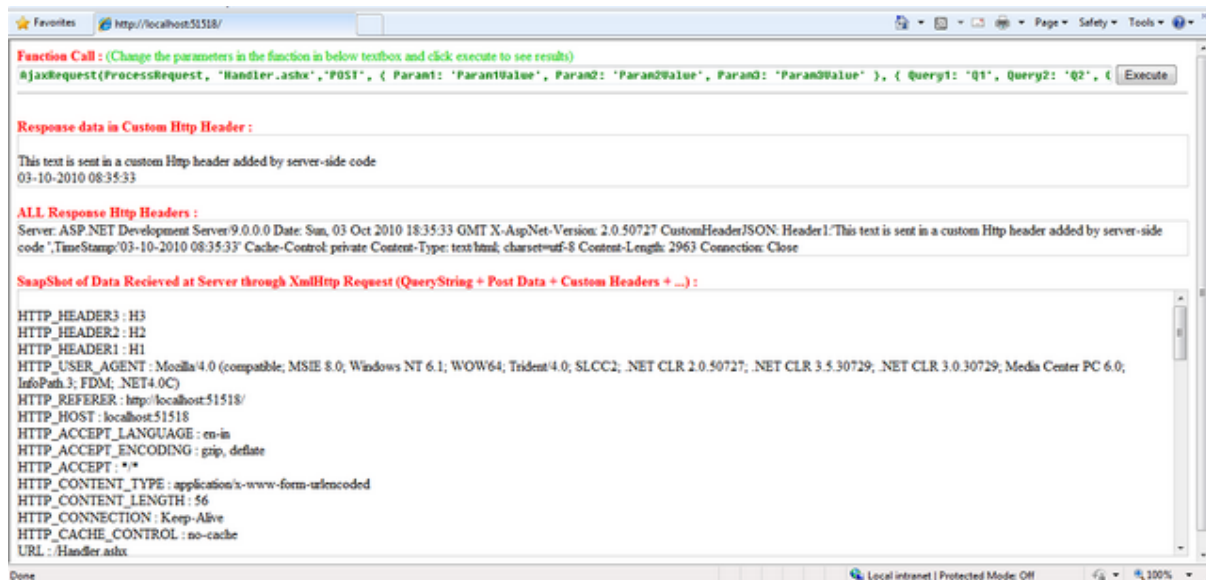 Favorites http://localhost:51518/ Page Safety Tools
Function Call : (Change the parameters in the function in below textbox and click execute to see results)
AjaxRequest(ProcessRequest, 'Handler.ashx','POST', { Param1: 'Param1Value', Param2: 'Param2Value', Param3: 'Param3Value' }, { Query1: 'Q1', Query2: 'Q2', ( Execute
Response data in Custom Http Header :
This text is sent in a custom Http header added by server-side code
03-10-2010 08:35:33
ALL Response Http Headers :
Server: ASP.NET Development Server/9.0.0.0 Date: Sun, 03 Oct 2010 18:35:33 GMT X-AspNet-Version: 2.0.50727 CustomHeaderJSON: Header1:'This text is sent in a custom Http header added by server-side
code ',TimeStamp:'03-10-2010 08:35:33' Cache-Control: private Content-Type: text/html; charset=utf-8 Content-Length: 2963 Connection: Close
SnapShot of Data Recieved at Server through XmlHttp Request (QueryString + Post Data + Custom Headers + ...) :
HTTP_HEADER3 : H3
HTTP_HEADER2 : H2
HTTP_HEADER1 : H1
HTTP_USER_AGENT : Mozilla/4.0 (compatible; MSIE 8.0; Windows NT 6.1; WOW64; Trident/4.0; SLCC2; .NET CLR 2.0.50727; .NET CLR 3.5.30729; .NET CLR 3.0.30729; Media Center PC 6.0;
InfoPath.3; FDM; .NET4.0C)
HTTP_REFERER : http://localhost:51518/
HTTP_HOST : localhost:51518
HTTP_ACCEPT_LANGUAGE : en-in
HTTP_ACCEPT_ENCODING : gzip, deflate
HTTP_ACCEPT : */*
HTTP_CONTENT_TYPE : application/x-www-form-urlencoded
HTTP_CONTENT_LENGTH : 56
HTTP_CONNECTION : Keep-Alive
HTTP_CACHE_CONTROL : no-cache
URL : /Handler.ashx
Done Local intranet | Protected Mode: Off 100%